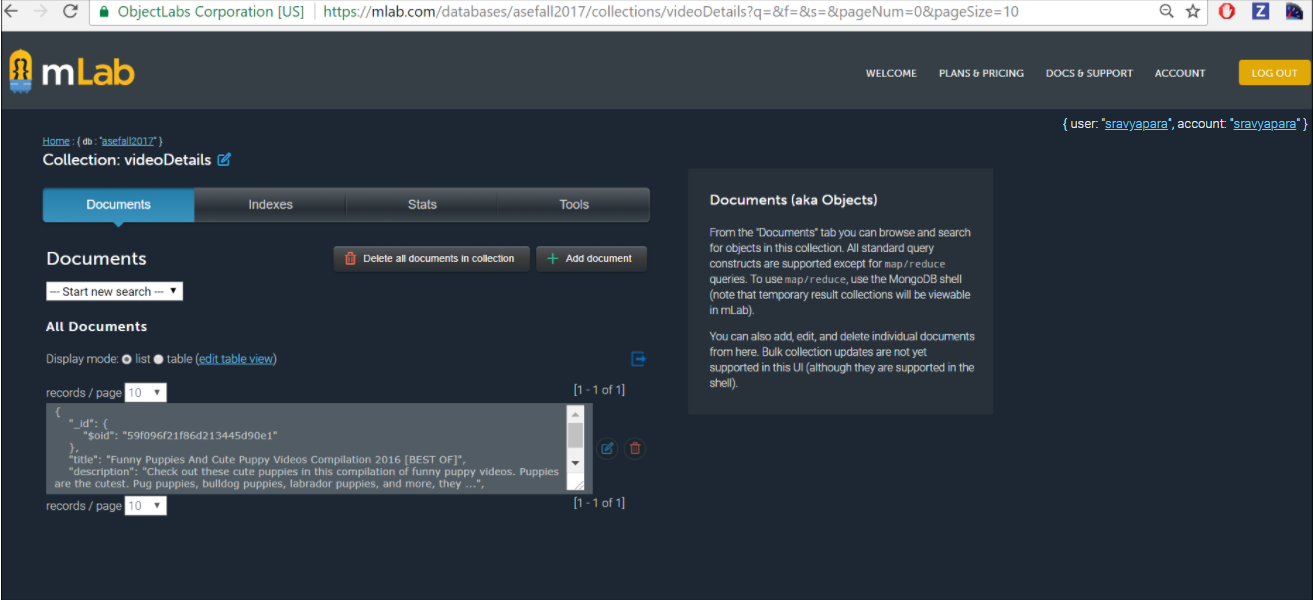 ObjectLabs Corporation [US] https://mlab.com/databases/asefall2017/collections/videoDetails?q=&f=&s=&pageNum=0&pageSize=10
mLab
WELCOME PLANS & PRICING DOCS & SUPPORT ACCOUNT LOG OUT
{ user: "sravyapara", account: "sravyapara" }
Home : { db : "asefall2017" }
Collection: videoDetails
Documents Indexes Stats Tools
Documents
Delete all documents in collection
Add document
--- Start new search ---
All Documents
Display mode: list table (edit table view)
records / page 10 [1 - 1 of 1]
{
"_id": {
"$oid": "59f096f21f86d213445d90e1"
},
"title": "Funny Puppies And Cute Puppy Videos Compilation 2016 [BEST OF]",
"description": "Check out these cute puppies in this compilation of funny puppy videos. Puppies
are the cutest. Pug puppies, bulldog puppies, labrador puppies, and more, they ...",
records / page 10 [1 - 1 of 1]
Documents (aka Objects)
From the "Documents" tab you can browse and search
for objects in this collection. All standard query
constructs are supported except for map/reduce
queries. To use map/reduce, use the MongoDB shell
(note that temporary result collections will be viewable
in mLab).
You can also add, edit, and delete individual documents
from here. Bulk collection updates are not yet
supported in this UI (although they are supported in the
shell).
Z